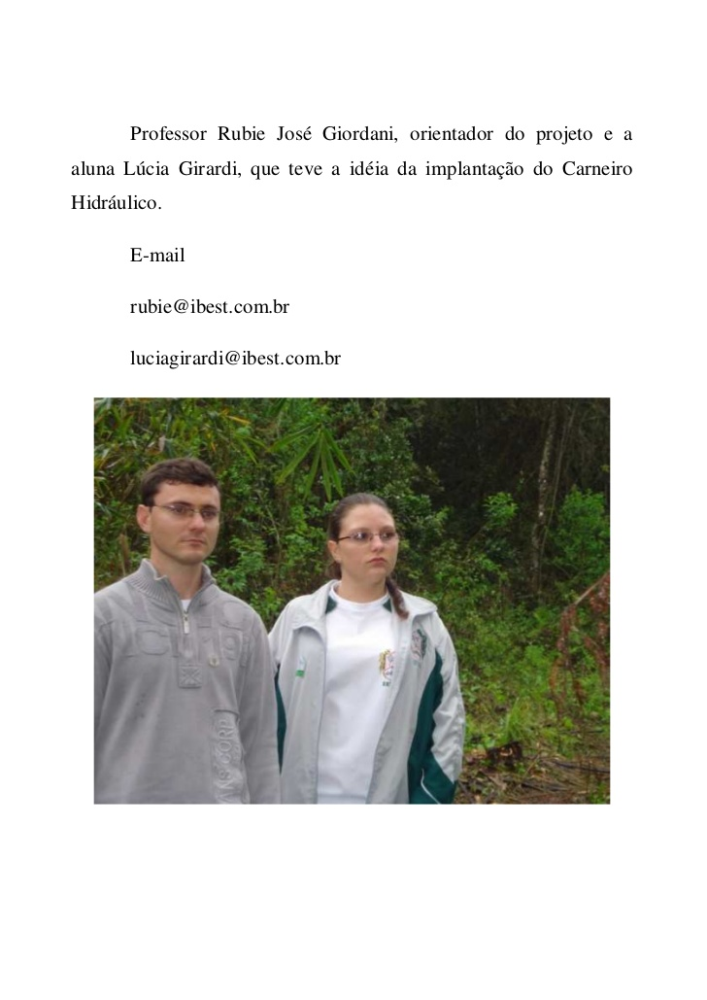 Professor Rubie José Giordani, orientador do projeto e a
aluna Lúcia Girardi, que teve a idéia da implantação do Carneiro
Hidráulico.
E-mail
rubie@ibest.com.br
luciagirardi@ibest.com.br